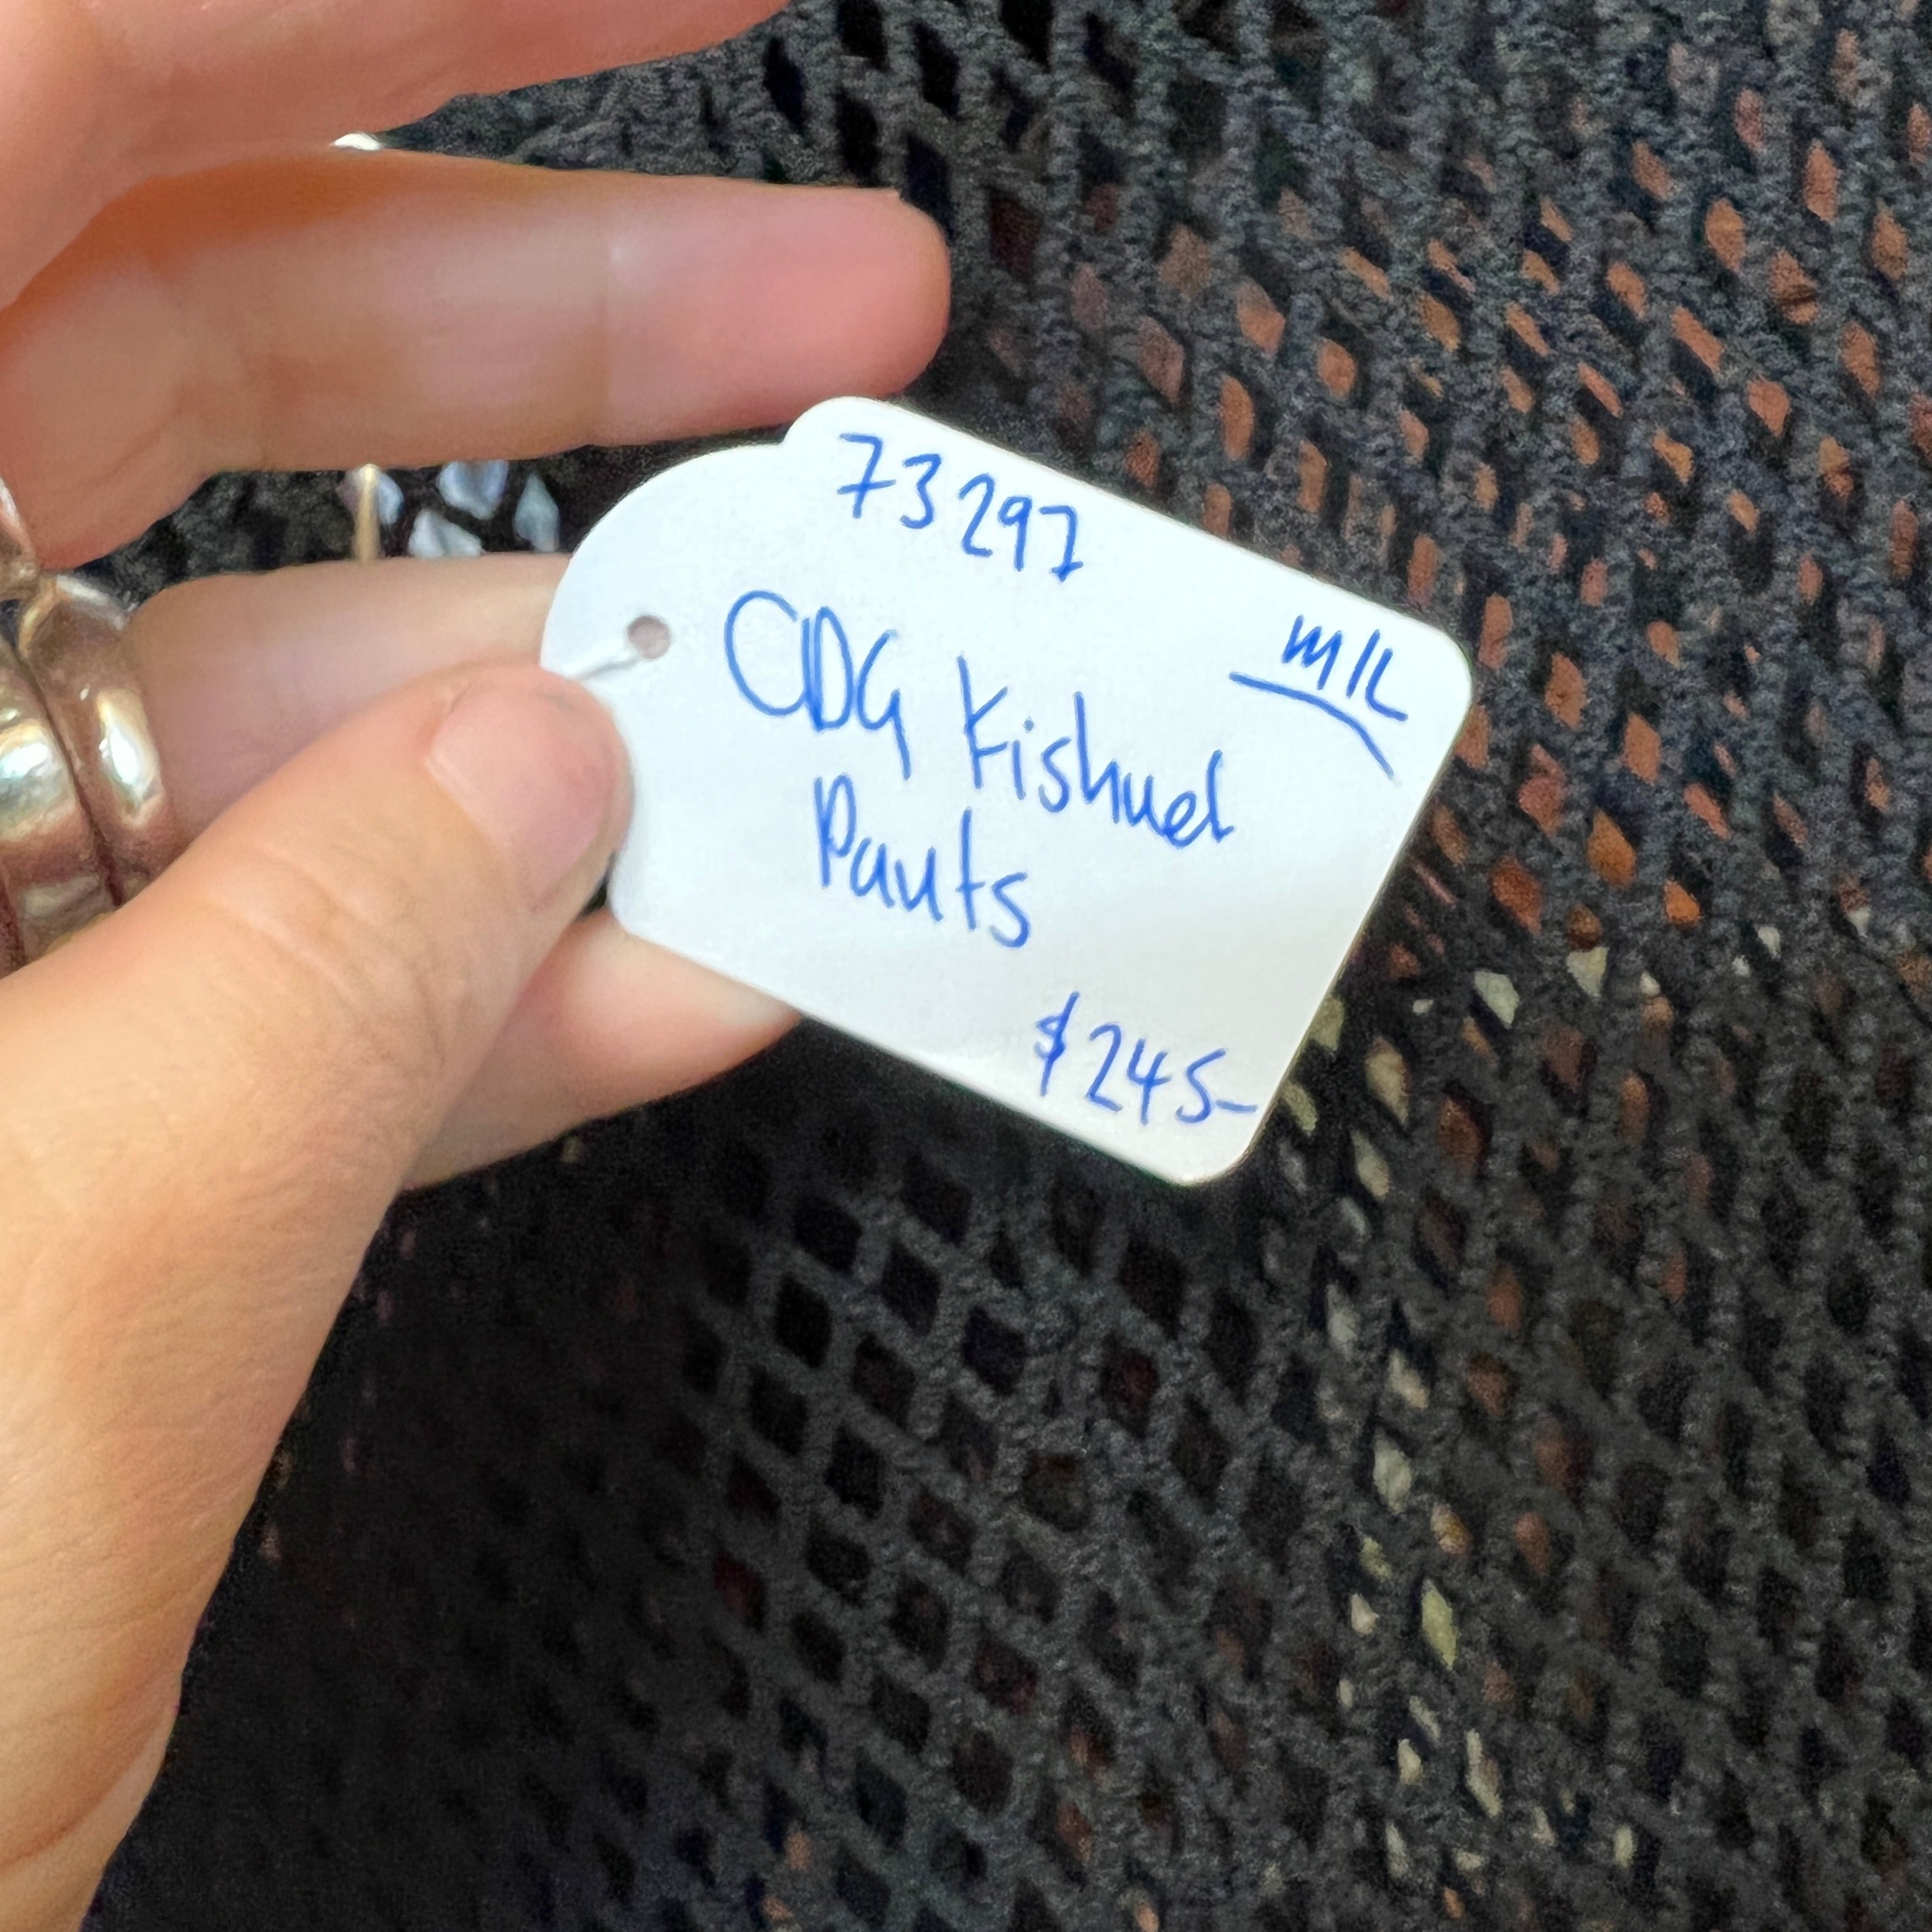 73297
M/L
CDG Fishnet
Pants
$245-